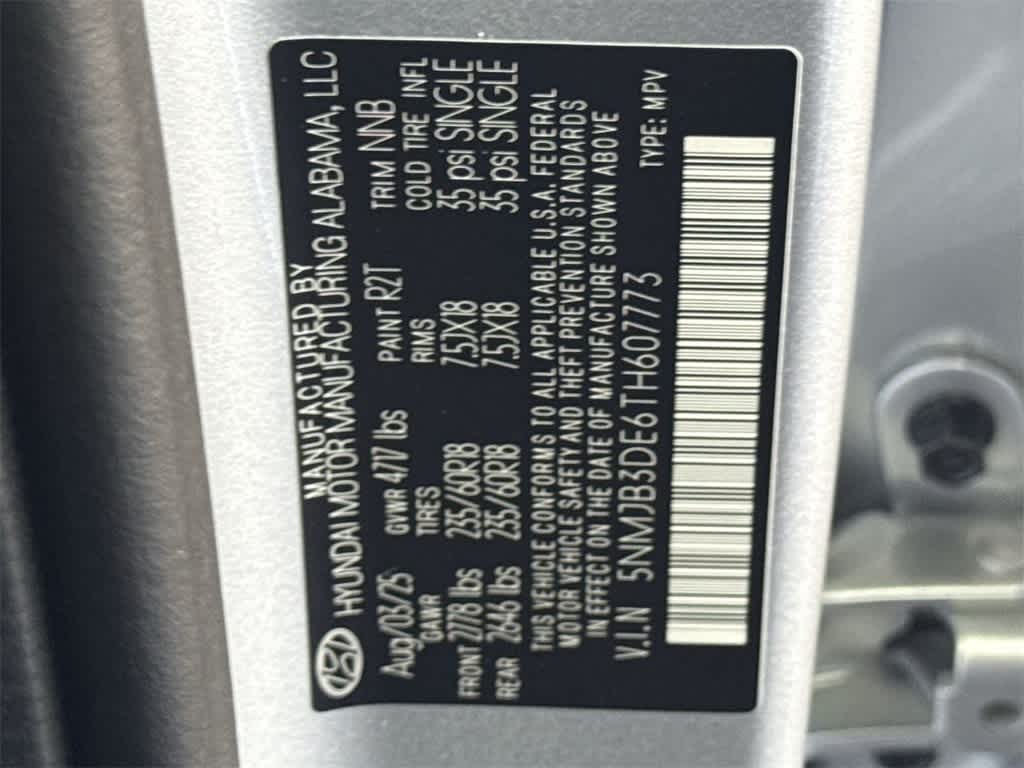 MANUFACTURED BY
HYUNDAI MOTOR MANUFACTURING ALABAMA, LLC
Aug/03/25 GVWR 4717 lbs PAINT R2T TRIM NNB
GAWR TIRES RIMS COLD TIRE INFL
FRONT 2778 lbs 235/60R18 7.5JX18 35 psi SINGLE
REAR 2646 lbs 235/60R18 7.5JX18 35 psi SINGLE
THIS VEHICLE CONFORMS TO ALL APPLICABLE U.S.A. FEDERAL
MOTOR VEHICLE SAFETY AND THEFT PREVENTION STANDARDS
IN EFFECT ON THE DATE OF MANUFACTURE SHOWN ABOVE
V.I.N 5NMJB3DE6TH607773 TYPE: MPV